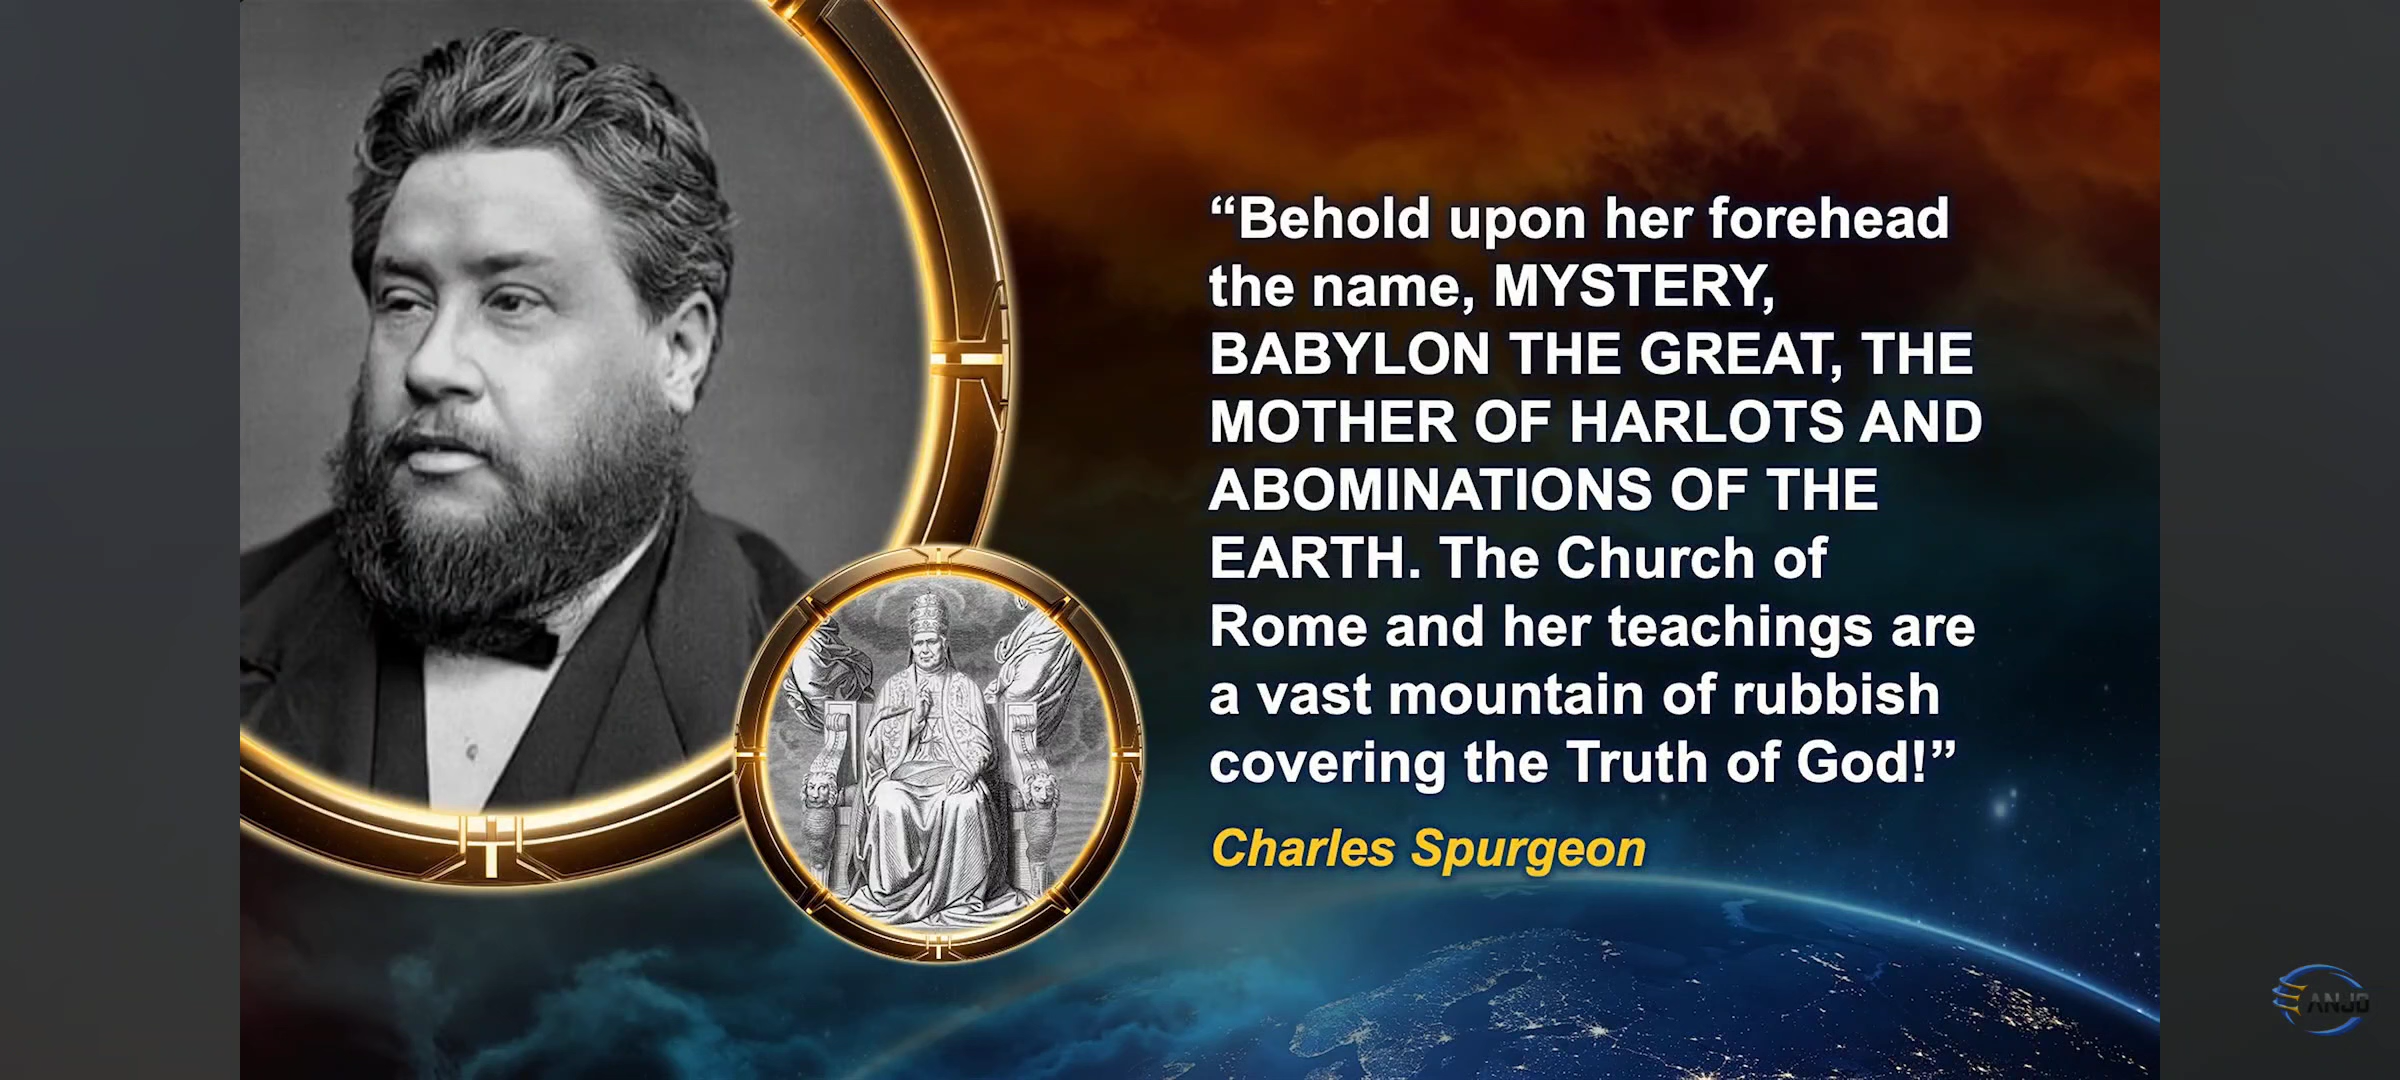 “Behold upon her forehead
the name, MYSTERY,
BABYLON THE GREAT, THE
MOTHER OF HARLOTS AND
ABOMINATIONS OF THE
EARTH. The Church of
Rome and her teachings are
a vast mountain of rubbish
covering the Truth of God!”
Charles Spurgeon
ANJC